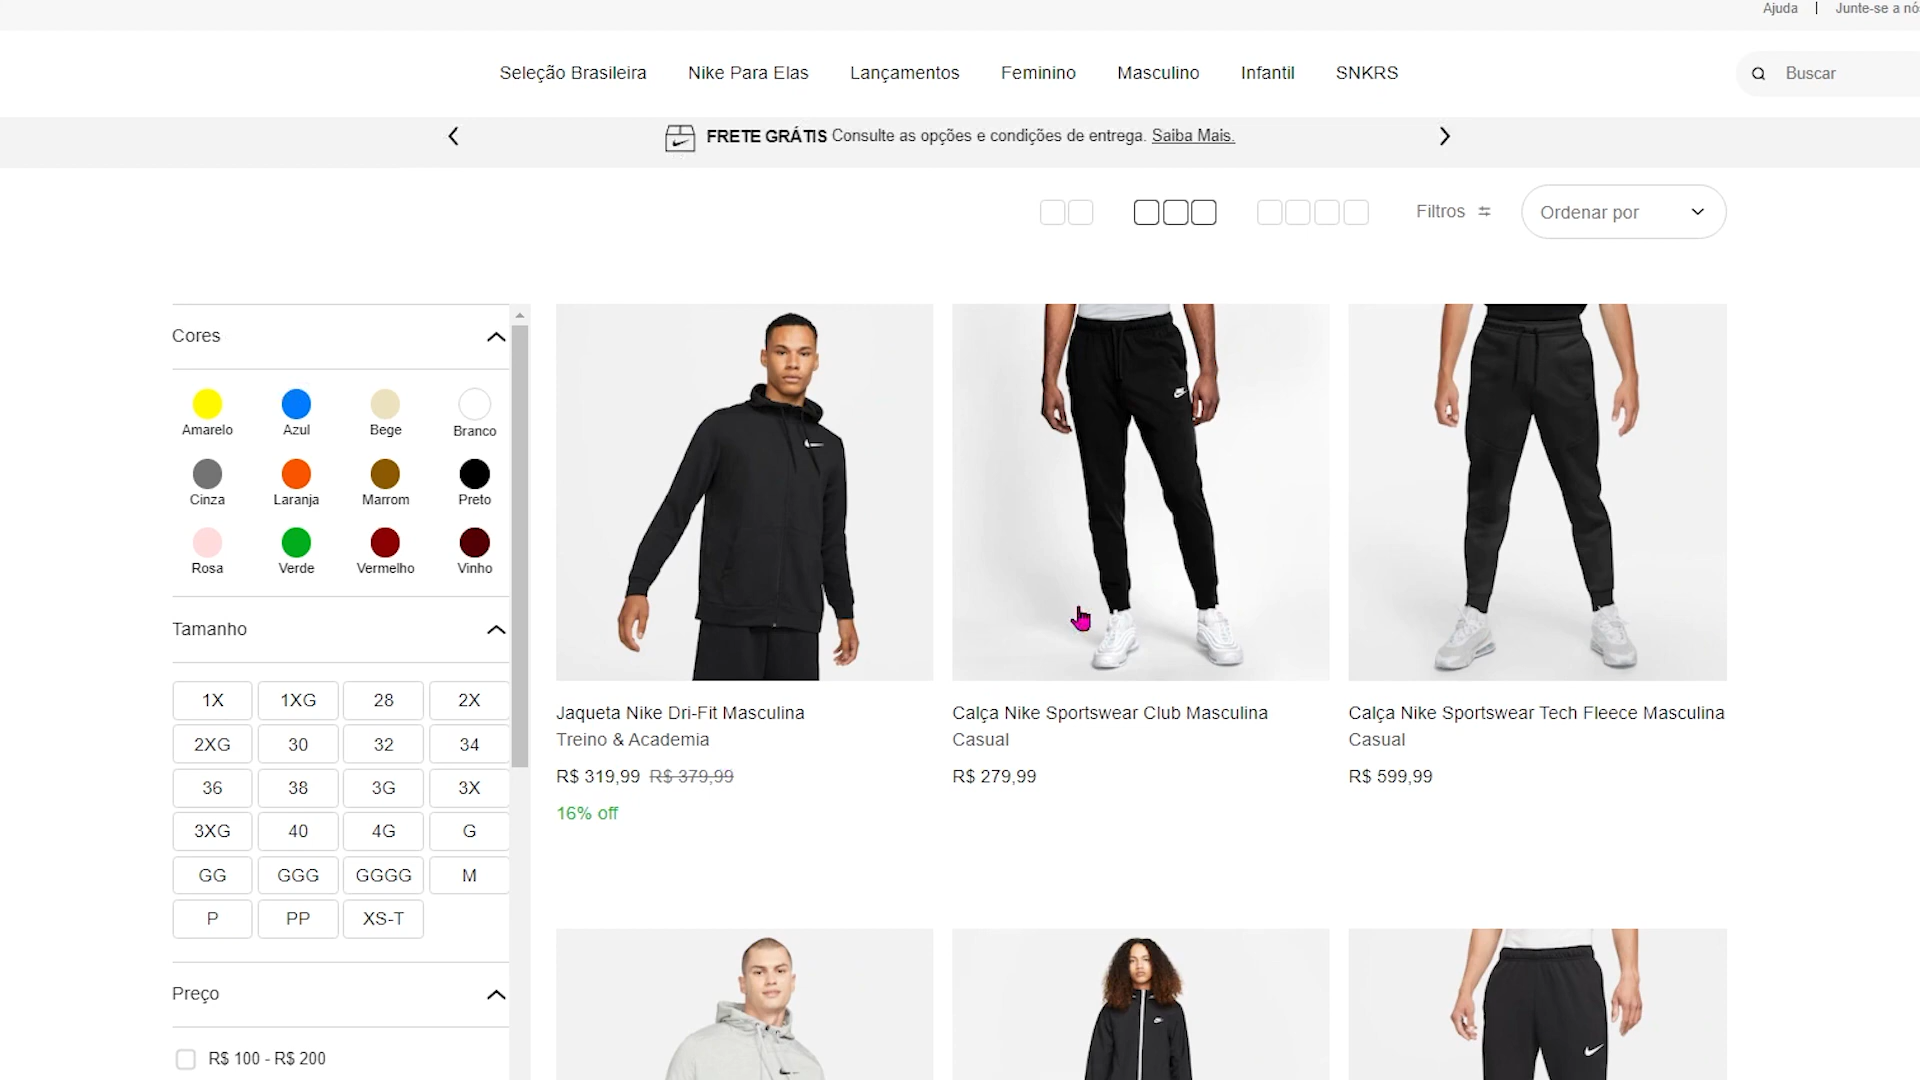 Ajuda | Junte-se a nós
Seleção Brasileira Nike Para Elas Lançamentos Feminino Masculino Infantil SNKRS
Buscar
FRETE GRÁTIS Consulte as opções e condições de entrega. Saiba Mais.
Filtros
Ordenar por
Cores
Amarelo Azul Bege Branco
Cinza Laranja Marrom Preto
Rosa Verde Vermelho Vinho
Tamanho
1X 1XG 28 2X
2XG 30 32 34
36 38 3G 3X
3XG 40 4G G
GG GGG GGGG M
P PP XS-T
Preço
R$ 100 - R$ 200
Jaqueta Nike Dri-Fit Masculina
Treino & Academia
R$ 319,99 R$ 379,99
16% off
Calça Nike Sportswear Club Masculina
Casual
R$ 279,99
Calça Nike Sportswear Tech Fleece Masculina
Casual
R$ 599,99